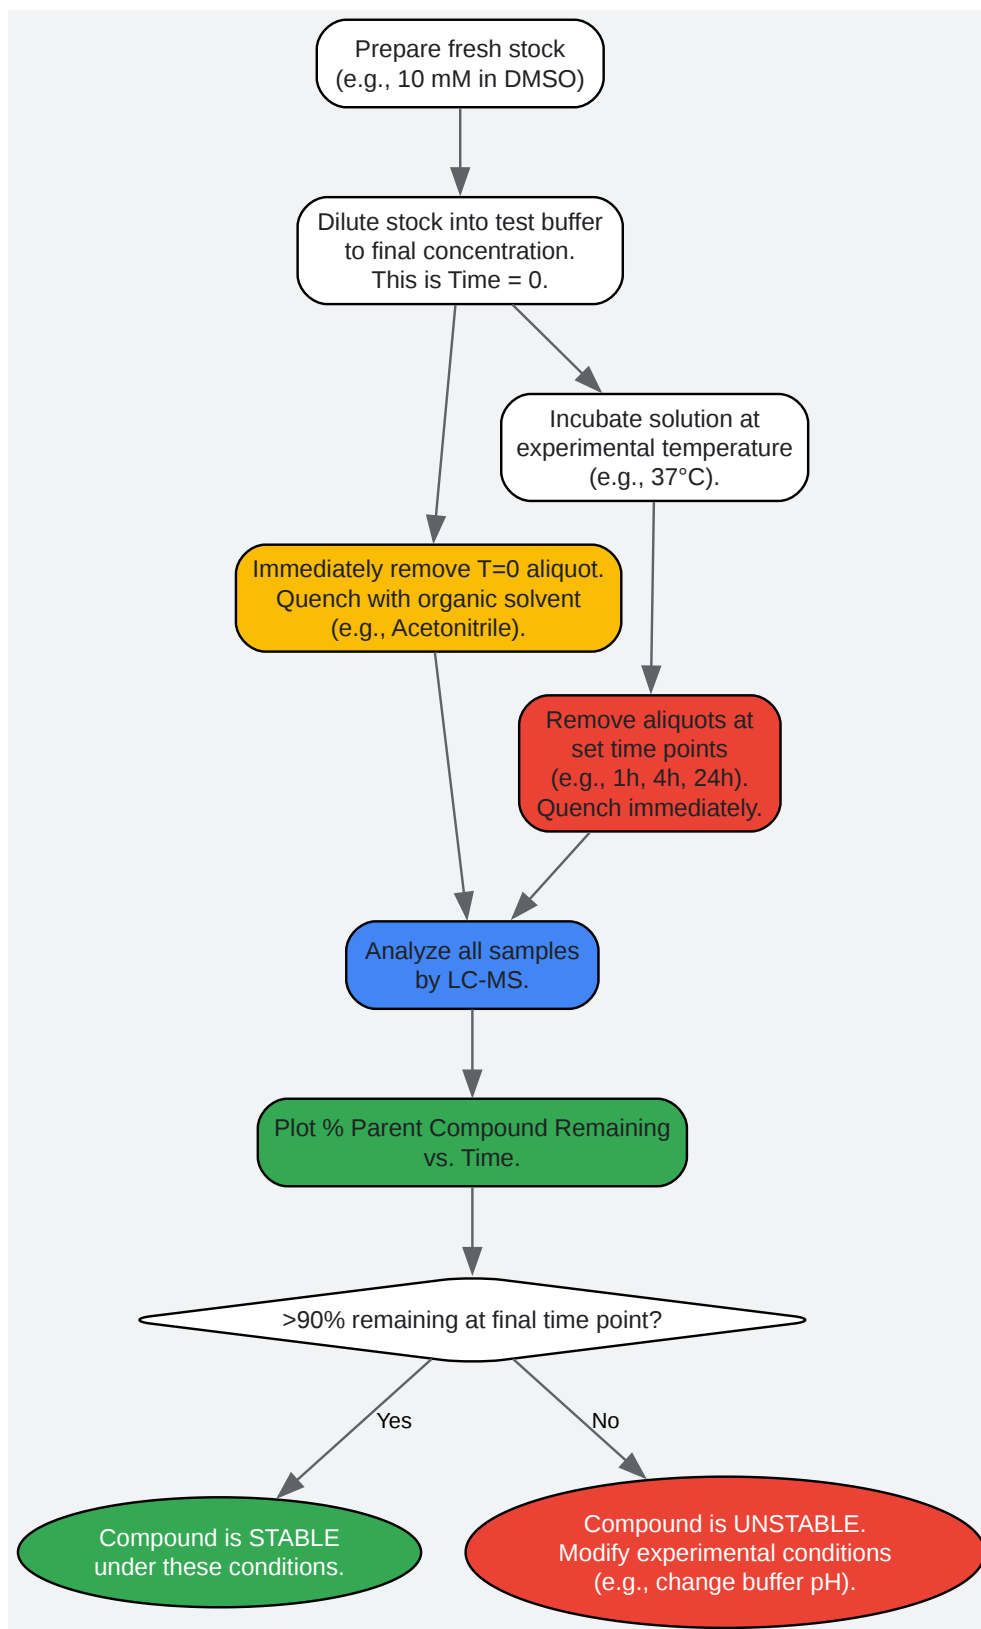 Prepare fresh stock
(e.g., 10 mM in DMSO)
Dilute stock into test buffer
to final concentration.
This is Time = 0.
Incubate solution at
experimental temperature
(e.g., 37°C).
Immediately remove T=0 aliquot.
Quench with organic solvent
(e.g., Acetonitrile).
Remove aliquots at
set time points
(e.g., 1h, 4h, 24h).
Quench immediately.
Analyze all samples
by LC-MS.
Plot % Parent Compound Remaining
vs. Time.
>90% remaining at final time point?
Yes
No
Compound is STABLE
under these conditions.
Compound is UNSTABLE.
Modify experimental conditions
(e.g., change buffer pH).